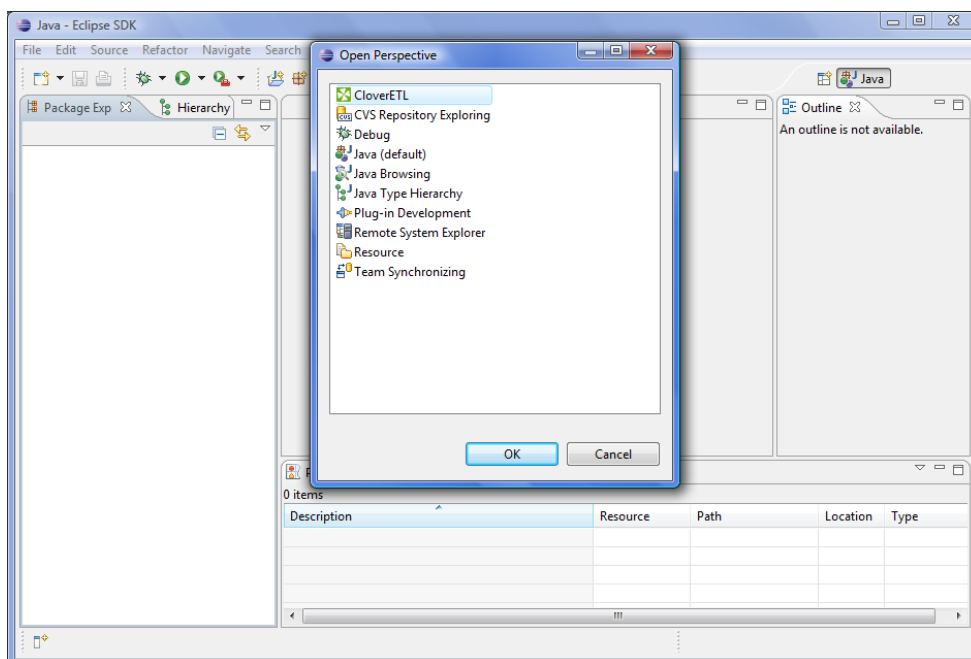 Java - Eclipse SDK
File Edit Source Refactor Navigate Search
Java
Package Exp
Hierarchy
Outline
An outline is not available.
Open Perspective
CloverETL
CVS Repository Exploring
Debug
Java (default)
Java Browsing
Java Type Hierarchy
Plug-in Development
Remote System Explorer
Resource
Team Synchronizing
OK Cancel
0 items
Description Resource Path Location Type